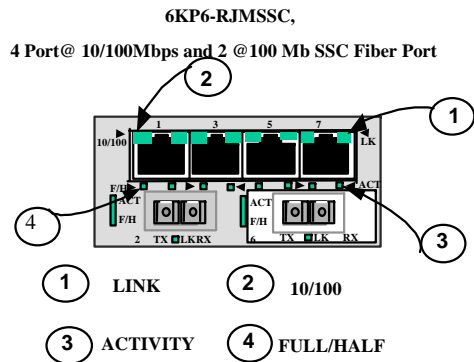 6KP6-RJMSSC,
4 Port@ 10/100Mbps and 2 @100 Mb SSC Fiber Port
2
1
1 3 5 7
10/100 LK
F/H ACT
4
ACT ACT
F/H F/H
3
2 TX LK RX 6 TX LK RX
1 LINK 2 10/100
3 ACTIVITY 4 FULL/HALF